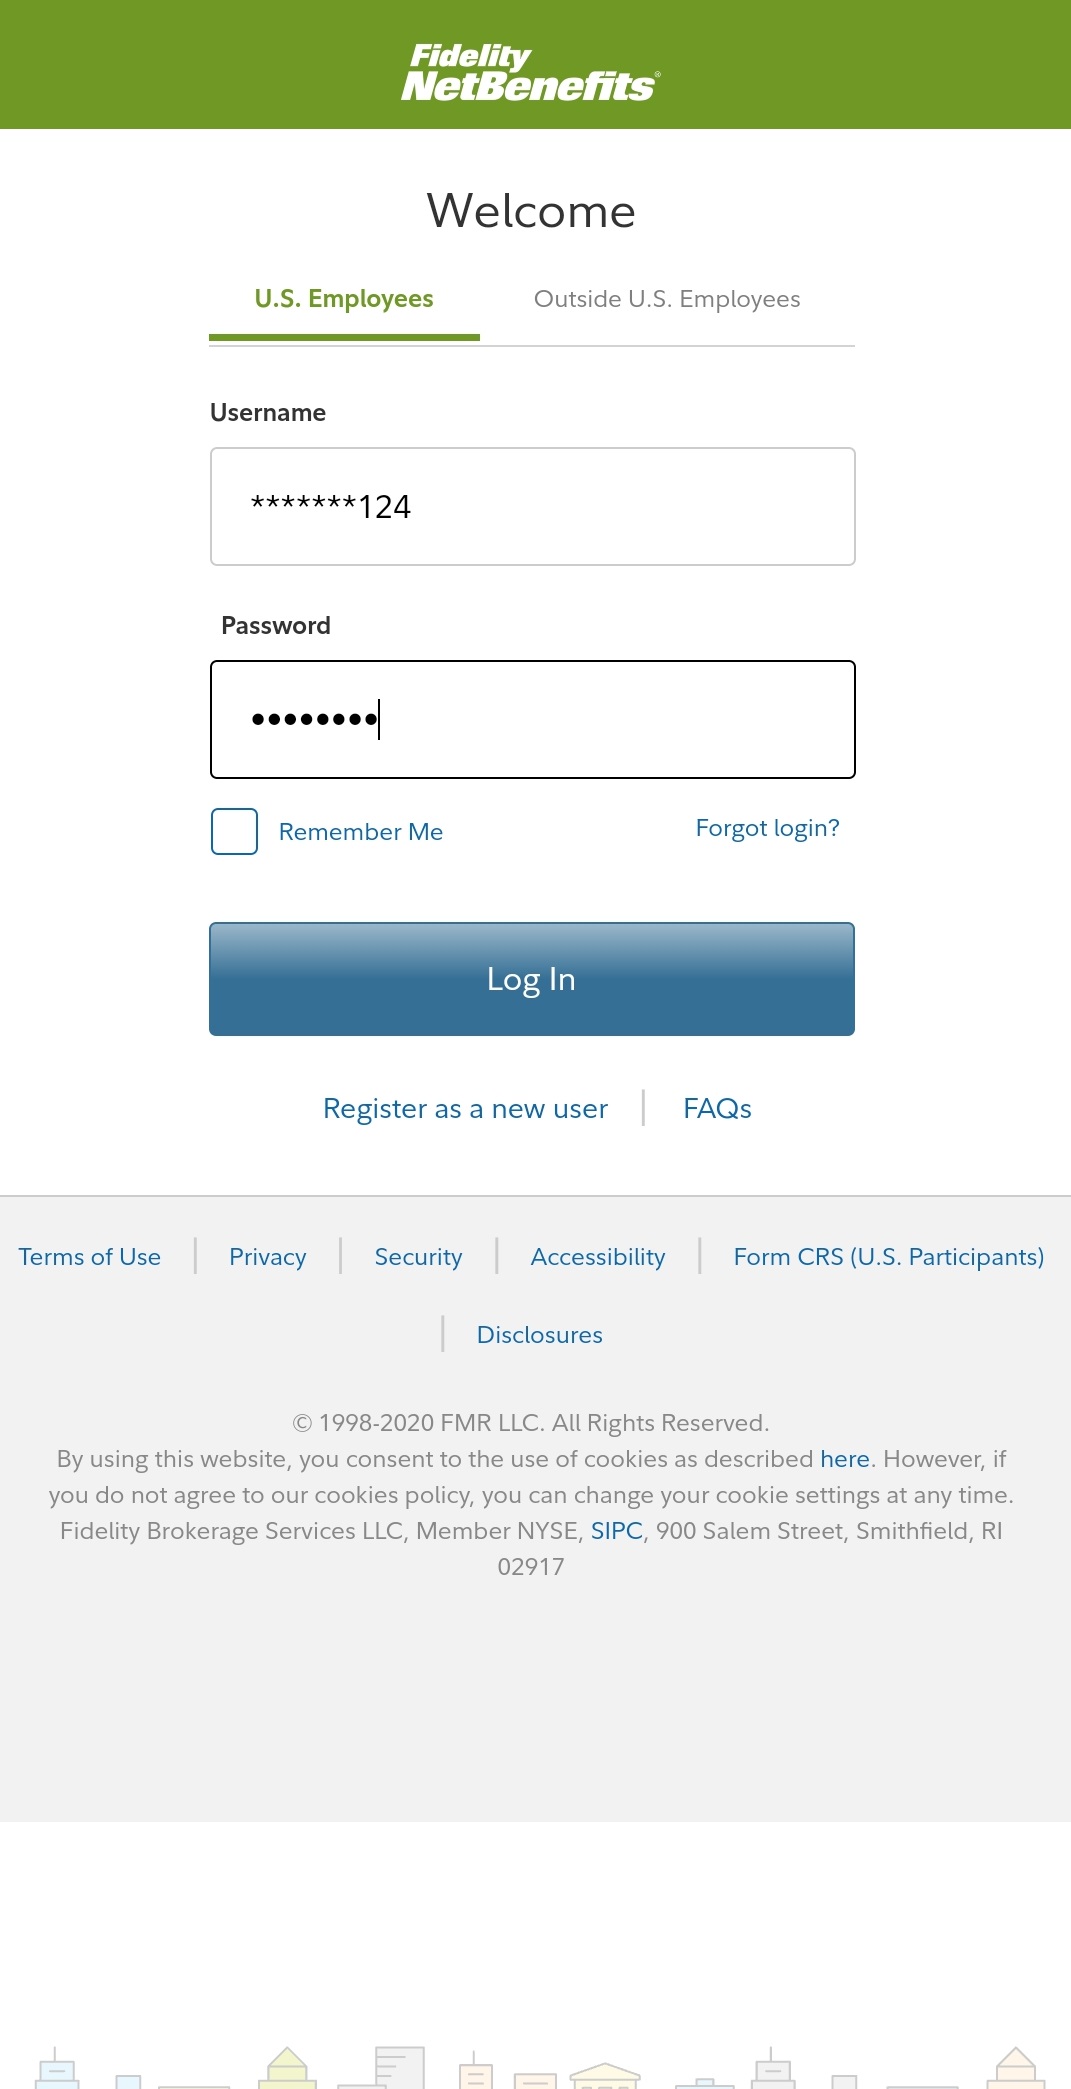 Fidelity
NetBenefits®
Welcome
U.S. Employees
Outside U.S. Employees
Username
*******124
Password
••••••••
Remember Me
Forgot login?
Log In
Register as a new user | FAQs
Terms of Use | Privacy | Security | Accessibility | Form CRS (U.S. Participants)
| Disclosures
© 1998-2020 FMR LLC. All Rights Reserved.
By using this website, you consent to the use of cookies as described here. However, if
you do not agree to our cookies policy, you can change your cookie settings at any time.
Fidelity Brokerage Services LLC, Member NYSE, SIPC, 900 Salem Street, Smithfield, RI
02917